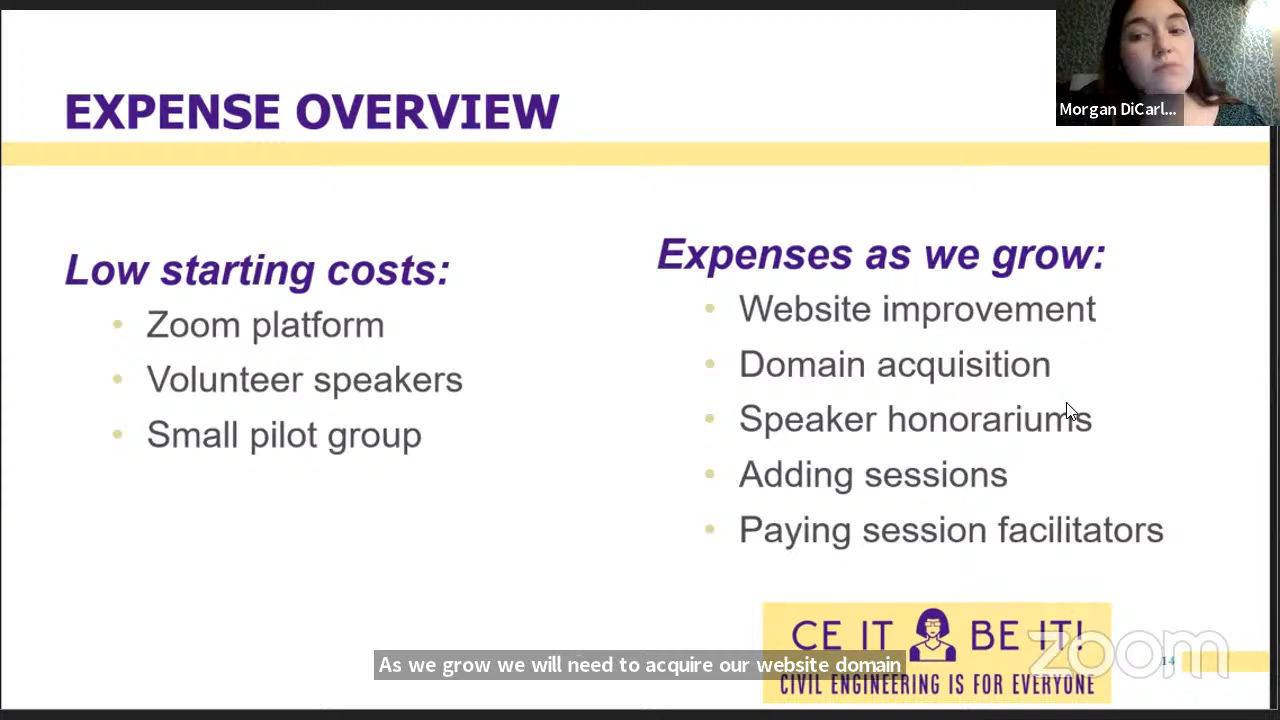 Morgan DiCarl...
EXPENSE OVERVIEW
Low starting costs:
Zoom platform
Volunteer speakers
Small pilot group
Expenses as we grow:
Website improvement
Domain acquisition
Speaker honorariums
Adding sessions
Paying session facilitators
CE IT BE IT!
CIVIL ENGINEERING IS FOR EVERYONE
As we grow we will need to acquire our website domain
zoom
14